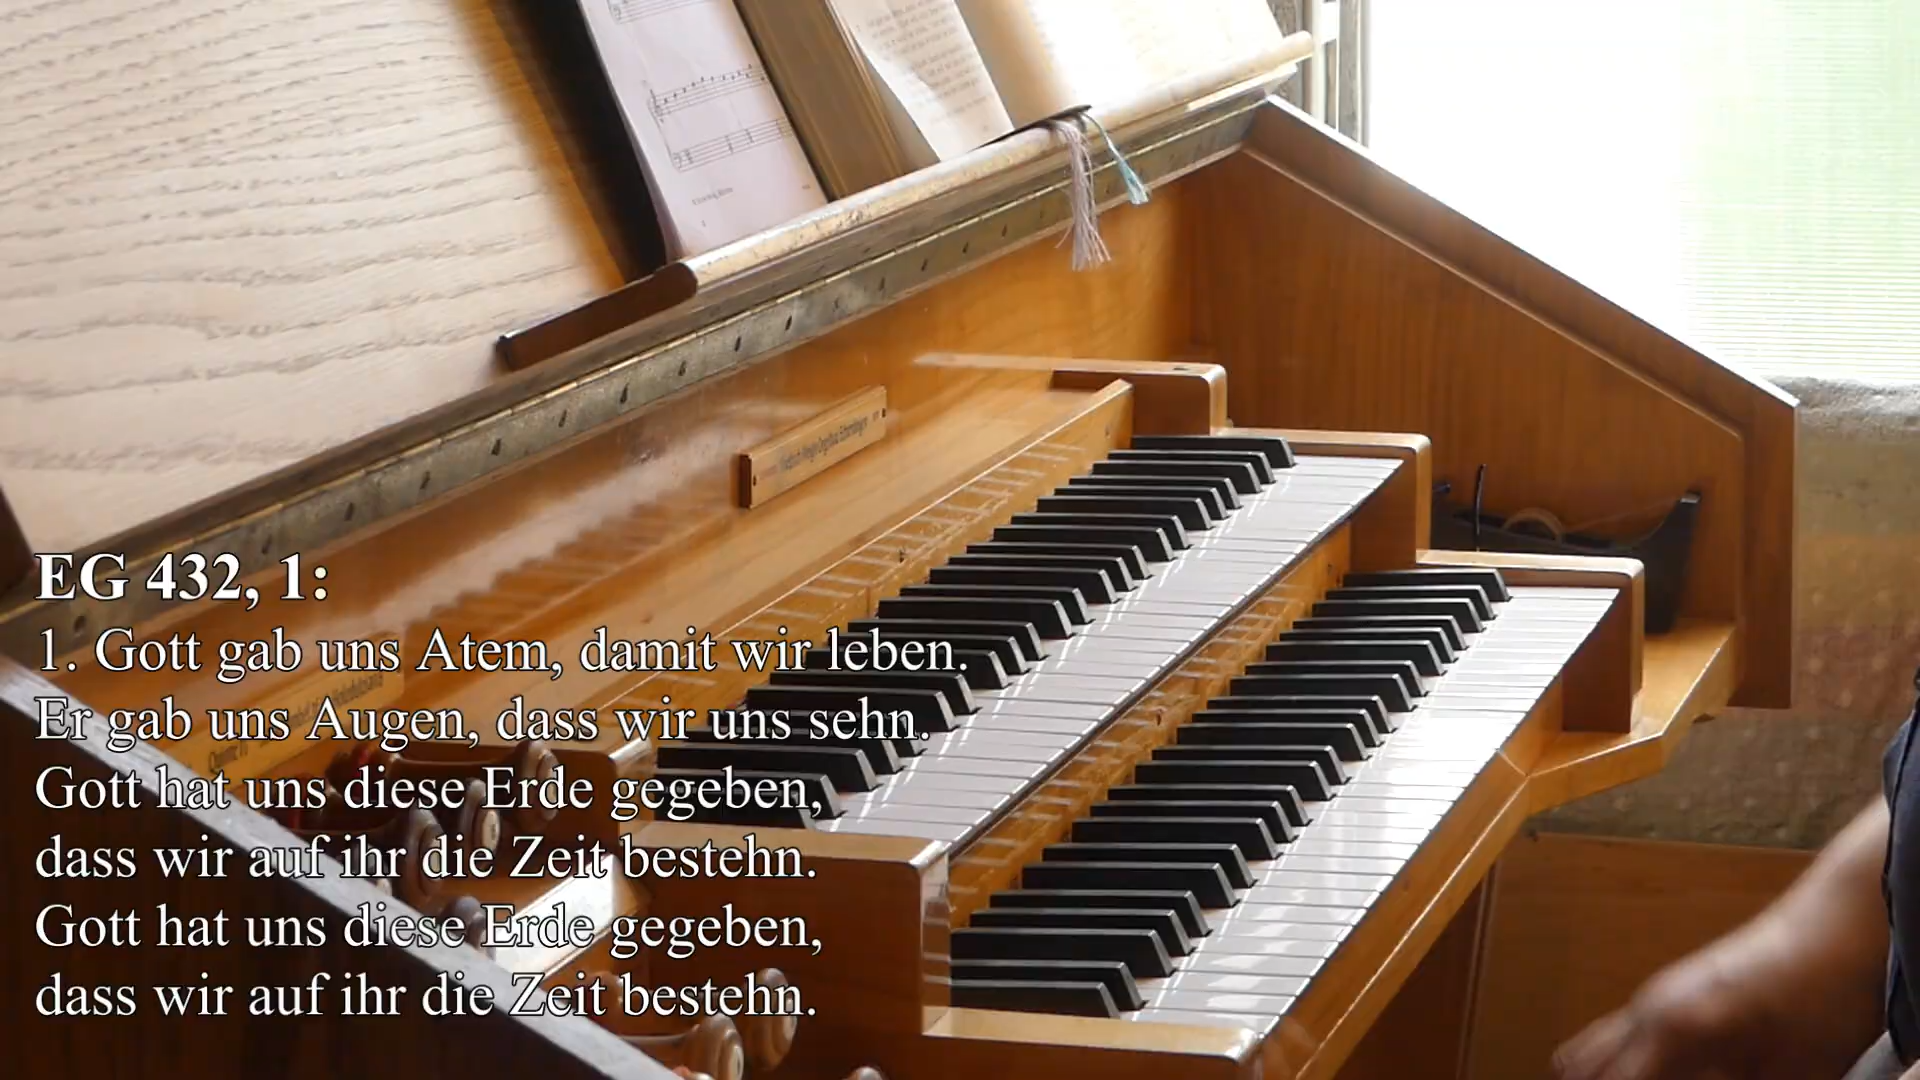 EG 432, 1:
1. Gott gab uns Atem, damit wir leben.
Er gab uns Augen, dass wir uns sehn.
Gott hat uns diese Erde gegeben,
dass wir auf ihr die Zeit bestehn.
Gott hat uns diese Erde gegeben,
dass wir auf ihr die Zeit bestehn.